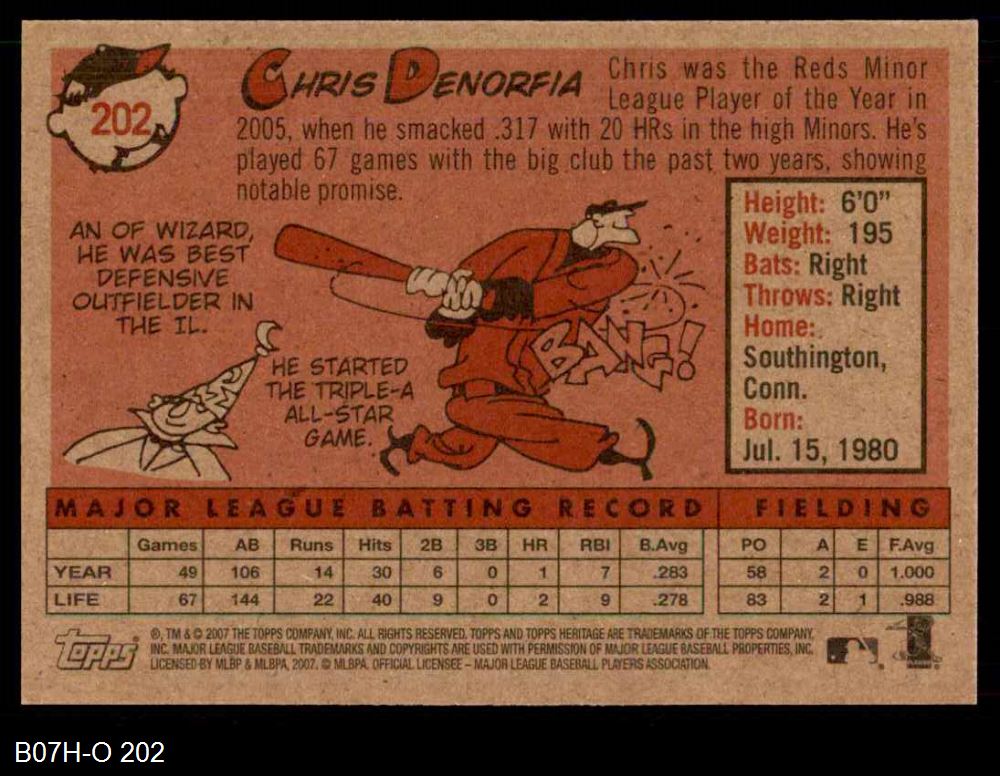 202
CHRIS DENORFIA
Chris was the Reds Minor
League Player of the Year in
2005, when he smacked .317 with 20 HRs in the high Minors. He's
played 67 games with the big club the past two years, showing
notable promise.
AN OF WIZARD,
HE WAS BEST
DEFENSIVE
OUTFIELDER IN
THE IL.
HE STARTED
THE TRIPLE-A
ALL-STAR
GAME.
BANG!
Height: 6'0"
Weight: 195
Bats: Right
Throws: Right
Home:
Southington,
Conn.
Born:
Jul. 15, 1980
MAJOR LEAGUE BATTING RECORD FIELDING
Games AB Runs Hits 2B 3B HR RBI B.Avg PO A E F.Avg
YEAR 49 106 14 30 6 0 1 7 .283 58 2 0 1.000
LIFE 67 144 22 40 9 0 2 9 .278 83 2 1 .988
Topps
®, TM & © 2007 THE TOPPS COMPANY, INC. ALL RIGHTS RESERVED. TOPPS AND TOPPS HERITAGE ARE TRADEMARKS OF THE TOPPS COMPANY,
INC. MAJOR LEAGUE BASEBALL TRADEMARKS AND COPYRIGHTS ARE USED WITH PERMISSION OF MAJOR LEAGUE BASEBALL PROPERTIES, INC.
LICENSED BY MLBP & MLBPA, 2007. © MLBPA. OFFICIAL LICENSEE – MAJOR LEAGUE BASEBALL PLAYERS ASSOCIATION.
B07H-O 202